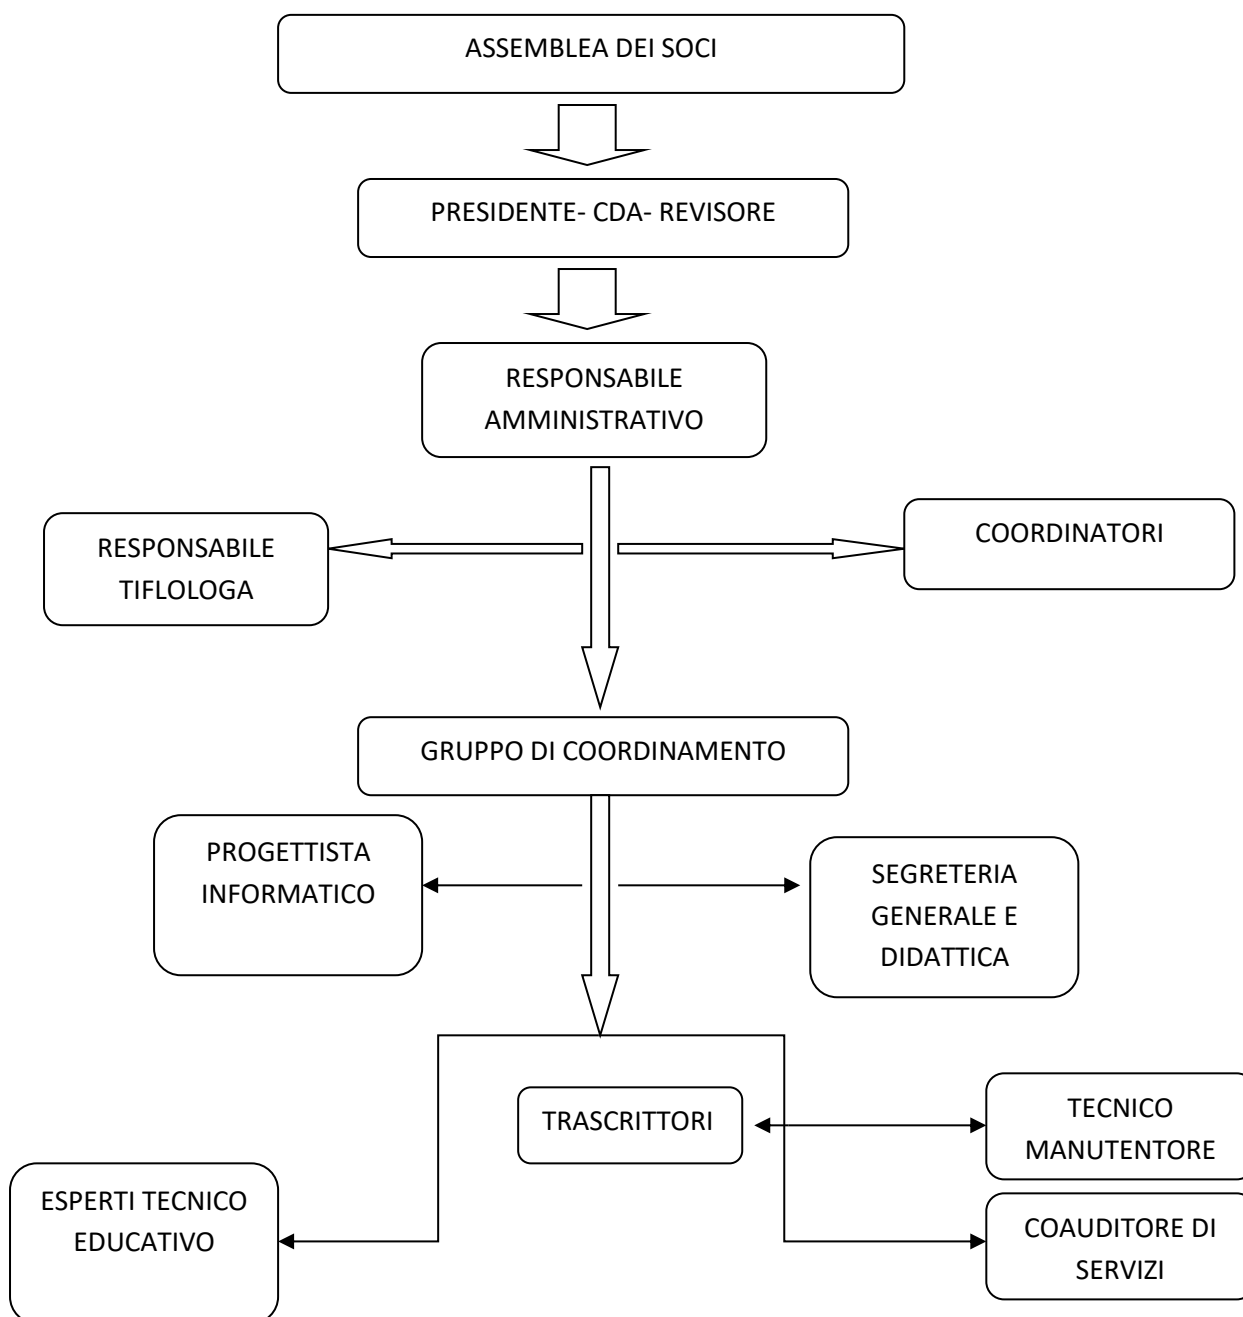 ASSEMBLEA DEI SOCI
PRESIDENTE- CDA- REVISORE
RESPONSABILE
AMMINISTRATIVO
RESPONSABILE
TIFLOLOGA
COORDINATORI
GRUPPO DI COORDINAMENTO
PROGETTISTA
INFORMATICO
SEGRETERIA
GENERALE E
DIDATTICA
TRASCRITTORI
TECNICO
MANUTENTORE
ESPERTI TECNICO
EDUCATIVO
COAUDITORE DI
SERVIZI